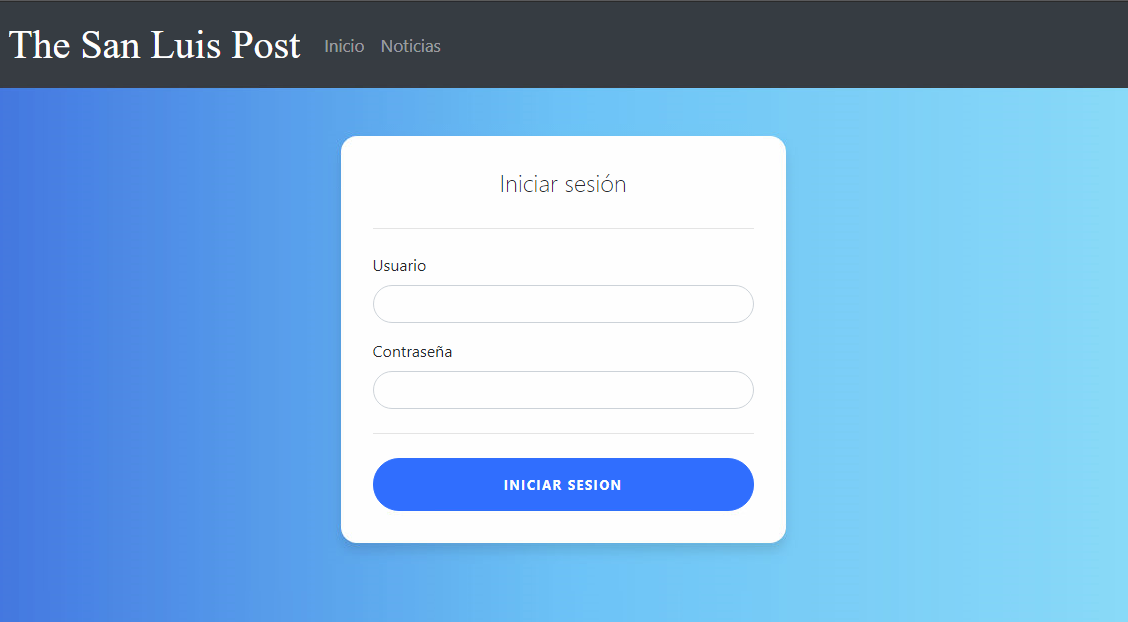 The San Luis Post Inicio Noticias
Iniciar sesión
Usuario
Contraseña
INICIAR SESION